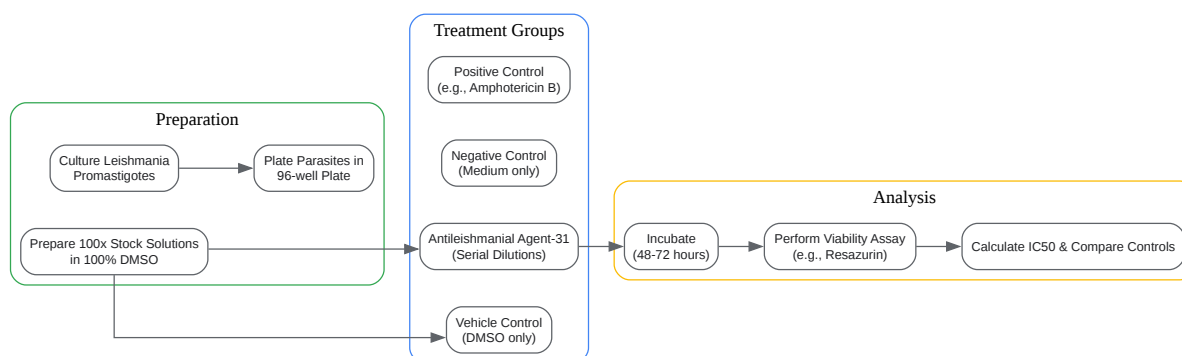 Preparation
Culture Leishmania
Promastigotes
Plate Parasites in
96-well Plate
Prepare 100x Stock Solutions
in 100% DMSO
Treatment Groups
Positive Control
(e.g., Amphotericin B)
Negative Control
(Medium only)
Antileishmanial Agent-31
(Serial Dilutions)
Vehicle Control
(DMSO only)
Analysis
Incubate
(48-72 hours)
Perform Viability Assay
(e.g., Resazurin)
Calculate IC50 & Compare Controls